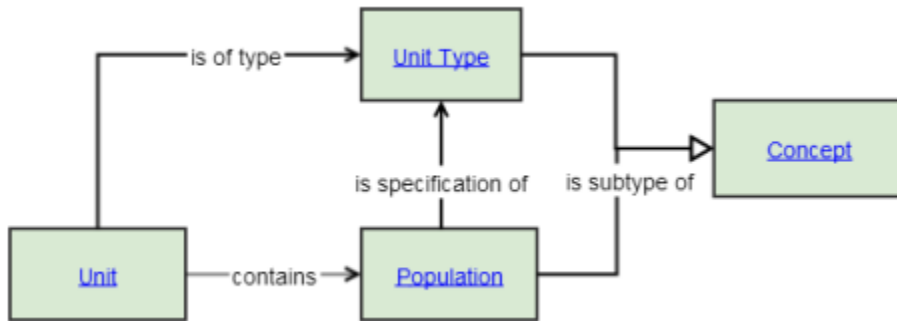 is of type
Unit Type
Concept
is specification of
is subtype of
Unit
contains
Population